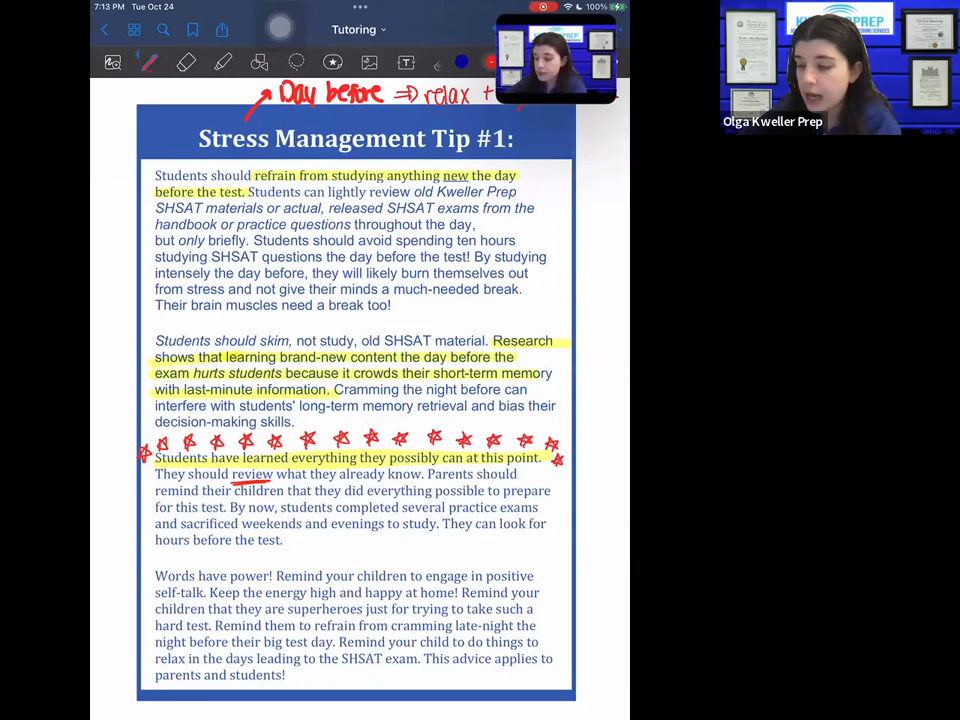 7:13 PM Tue Oct 24
100%
Tutoring
Day before ⇒ relax +
Stress Management Tip #1:
Students should refrain from studying anything new the day
before the test. Students can lightly review old Kweller Prep
SHSAT materials or actual, released SHSAT exams from the
handbook or practice questions throughout the day,
but only briefly. Students should avoid spending ten hours
studying SHSAT questions the day before the test! By studying
intensely the day before, they will likely burn themselves out
from stress and not give their minds a much-needed break.
Their brain muscles need a break too!
Students should skim, not study, old SHSAT material. Research
shows that learning brand-new content the day before the
exam hurts students because it crowds their short-term memory
with last-minute information. Cramming the night before can
interfere with students' long-term memory retrieval and bias their
decision-making skills.
Students have learned everything they possibly can at this point.
They should review what they already know. Parents should
remind their children that they did everything possible to prepare
for this test. By now, students completed several practice exams
and sacrificed weekends and evenings to study. They can look for
hours before the test.
Words have power! Remind your children to engage in positive
self-talk. Keep the energy high and happy at home! Remind your
children that they are superheroes just for trying to take such a
hard test. Remind them to refrain from cramming late-night the
night before their big test day. Remind your child to do things to
relax in the days leading to the SHSAT exam. This advice applies to
parents and students!
Olga Kweller Prep